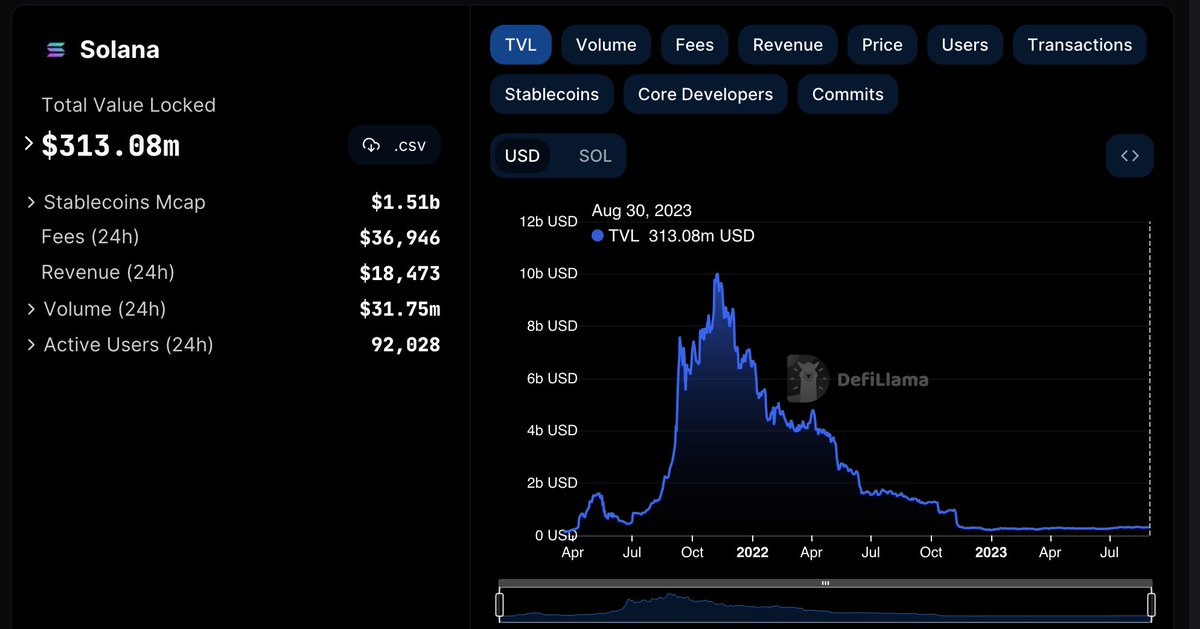 Solana
Total Value Locked
$313.08m
.csv
Stablecoins Mcap $1.51b
Fees (24h) $36,946
Revenue (24h) $18,473
Volume (24h) $31.75m
Active Users (24h) 92,028
TVL Volume Fees Revenue Price Users Transactions
Stablecoins Core Developers Commits
USD SOL
Aug 30, 2023
TVL 313.08m USD
12b USD
10b USD
8b USD
6b USD
4b USD
2b USD
0 USD
DefiLlama
Apr Jul Oct 2022 Apr Jul Oct 2023 Apr Jul